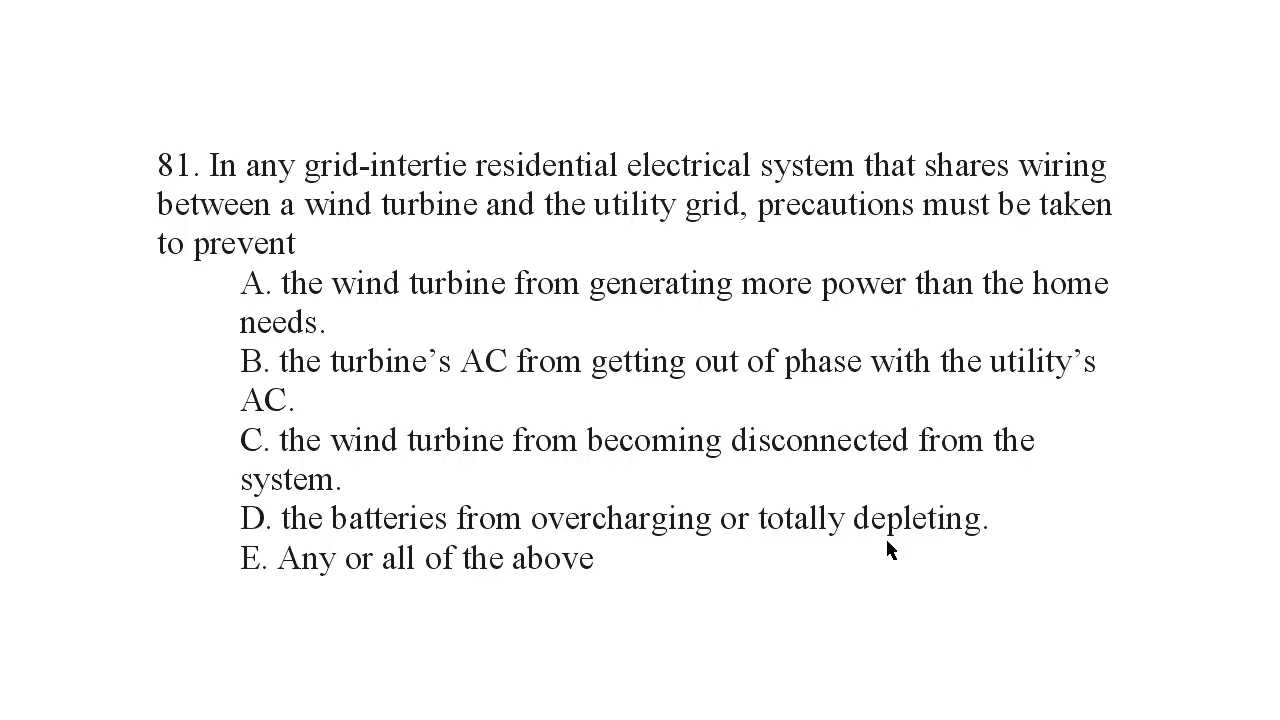 81. In any grid-intertie residential electrical system that shares wiring
between a wind turbine and the utility grid, precautions must be taken
to prevent
A. the wind turbine from generating more power than the home
needs.
B. the turbine’s AC from getting out of phase with the utility’s
AC.
C. the wind turbine from becoming disconnected from the
system.
D. the batteries from overcharging or totally depleting.
E. Any or all of the above